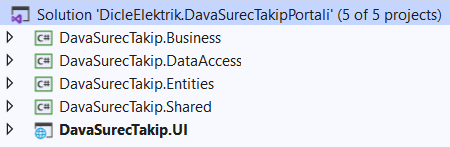 Solution 'DicleElektrik.DavaSurecTakipPortali' (5 of 5 projects)
C# DavaSurecTakip.Business
C# DavaSurecTakip.DataAccess
C# DavaSurecTakip.Entities
C# DavaSurecTakip.Shared
DavaSurecTakip.UI